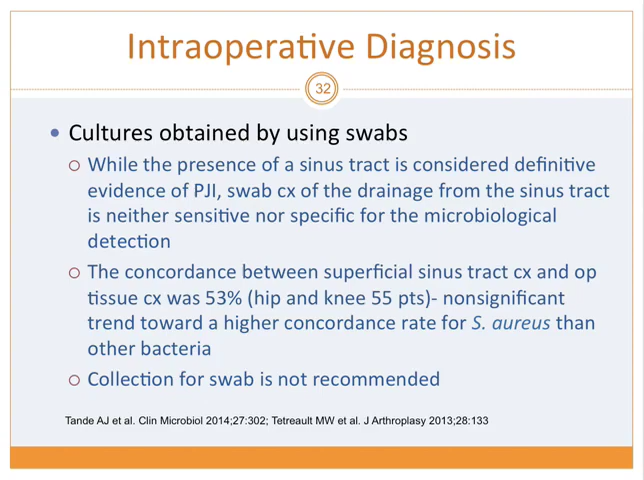 Intraoperative Diagnosis
32
• Cultures obtained by using swabs
○ While the presence of a sinus tract is considered definitive
evidence of PJI, swab cx of the drainage from the sinus tract
is neither sensitive nor specific for the microbiological
detection
○ The concordance between superficial sinus tract cx and op
tissue cx was 53% (hip and knee 55 pts)- nonsignificant
trend toward a higher concordance rate for S. aureus than
other bacteria
○ Collection for swab is not recommended
Tande AJ et al. Clin Microbiol 2014;27:302; Tetreault MW et al. J Arthroplasy 2013;28:133